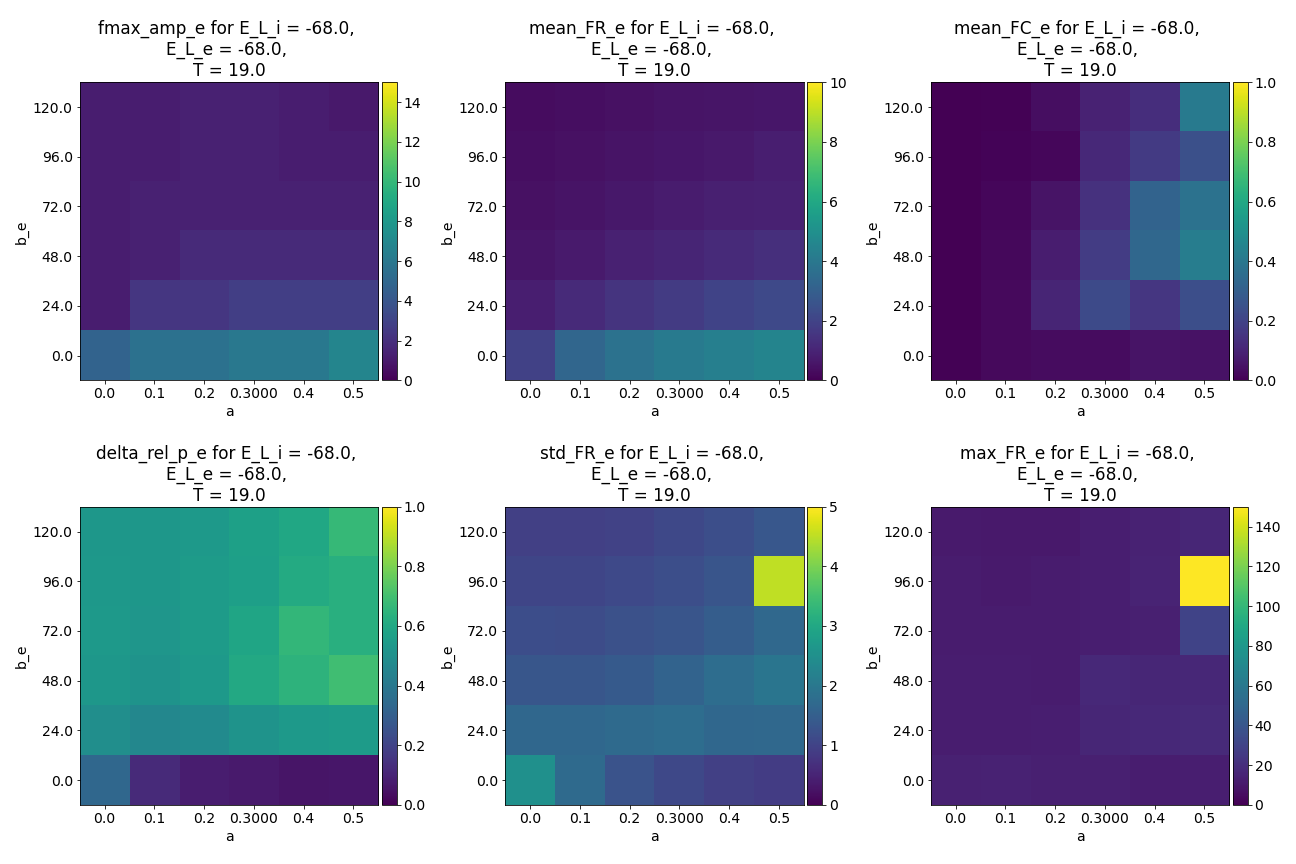 fmax_amp_e for E_L_i = -68.0,
E_L_e = -68.0,
T = 19.0
b_e
120.0
96.0
72.0
48.0
24.0
0.0
0.0 0.1 0.2 0.3000 0.4 0.5
a
14
12
10
8
6
4
2
0
mean_FR_e for E_L_i = -68.0,
E_L_e = -68.0,
T = 19.0
b_e
120.0
96.0
72.0
48.0
24.0
0.0
0.0 0.1 0.2 0.3000 0.4 0.5
a
10
8
6
4
2
0
mean_FC_e for E_L_i = -68.0,
E_L_e = -68.0,
T = 19.0
b_e
120.0
96.0
72.0
48.0
24.0
0.0
0.0 0.1 0.2 0.3000 0.4 0.5
a
1.0
0.8
0.6
0.4
0.2
0.0
delta_rel_p_e for E_L_i = -68.0,
E_L_e = -68.0,
T = 19.0
b_e
120.0
96.0
72.0
48.0
24.0
0.0
0.0 0.1 0.2 0.3000 0.4 0.5
a
1.0
0.8
0.6
0.4
0.2
0.0
std_FR_e for E_L_i = -68.0,
E_L_e = -68.0,
T = 19.0
b_e
120.0
96.0
72.0
48.0
24.0
0.0
0.0 0.1 0.2 0.3000 0.4 0.5
a
5
4
3
2
1
0
max_FR_e for E_L_i = -68.0,
E_L_e = -68.0,
T = 19.0
b_e
120.0
96.0
72.0
48.0
24.0
0.0
0.0 0.1 0.2 0.3000 0.4 0.5
a
140
120
100
80
60
40
20
0